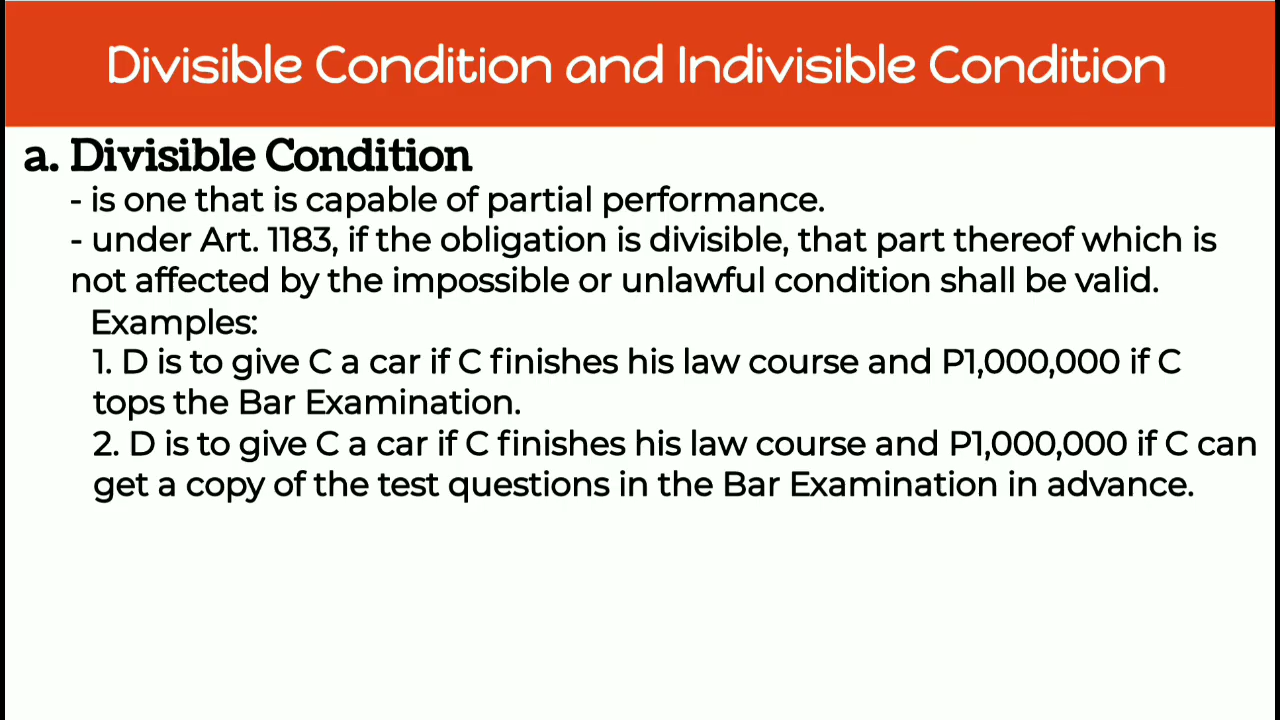 Divisible Condition and Indivisible Condition
a. Divisible Condition
- is one that is capable of partial performance.
- under Art. 1183, if the obligation is divisible, that part thereof which is
not affected by the impossible or unlawful condition shall be valid.
Examples:
1. D is to give C a car if C finishes his law course and P1,000,000 if C
tops the Bar Examination.
2. D is to give C a car if C finishes his law course and P1,000,000 if C can
get a copy of the test questions in the Bar Examination in advance.